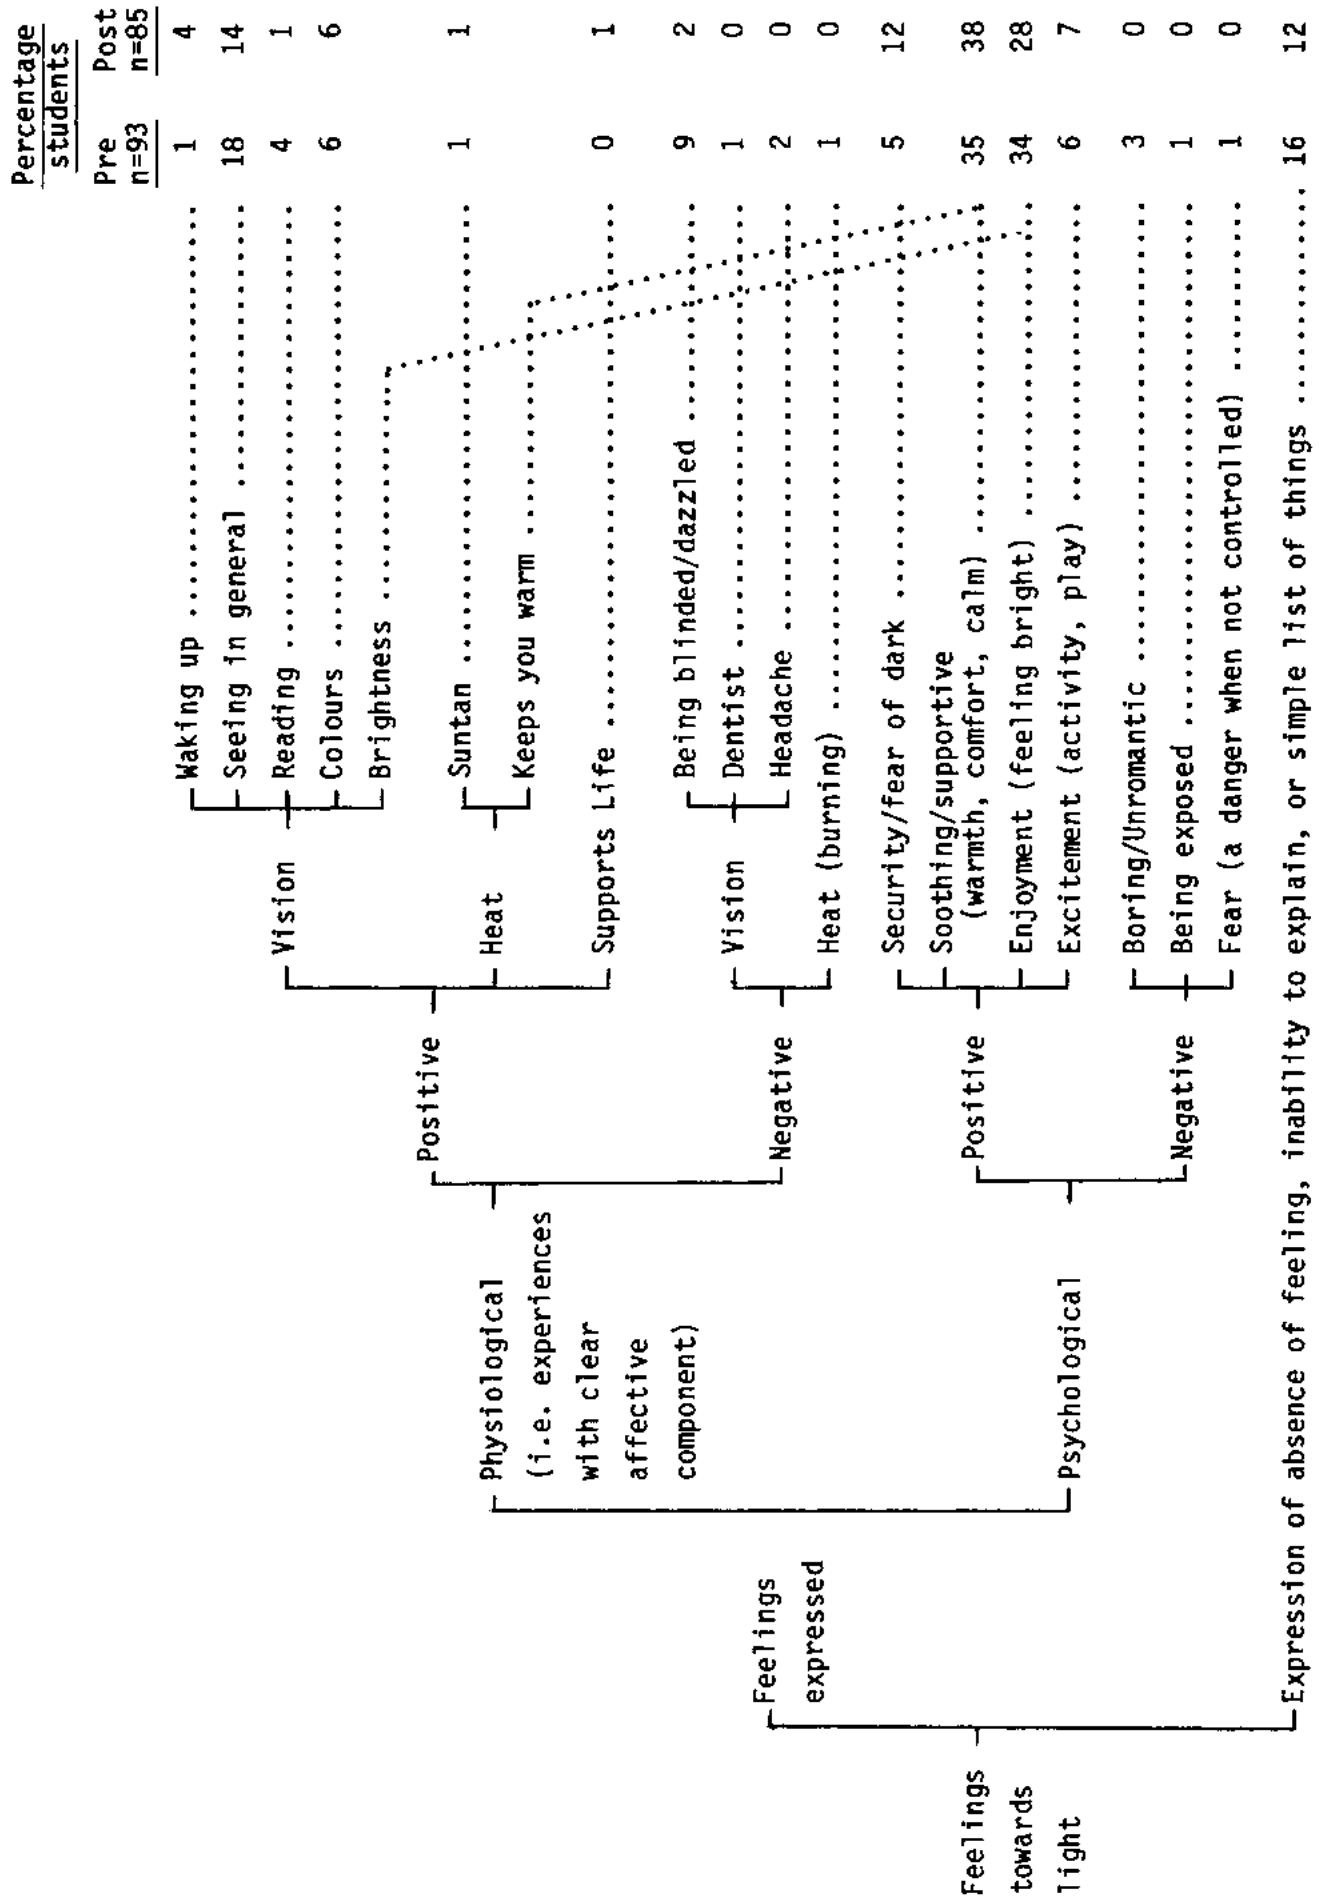 Percentage
students
Pre Post
n=93 n=85
Waking up ........ 1 4
Seeing in general ........ 18 14
Reading ........ 4 1
Vision
Colours ........ 6 6
Brightness ........
Positive
Suntan ........ 1 1
Heat
Physiological
Keeps you warm ........
(i.e. experiences
with clear
Supports Life ........ 0 1
affective
component)
Being blinded/dazzled ........ 9 2
Vision
Dentist ........ 1 0
Feelings
expressed
Negative
Headache ........ 2 0
Heat (burning) ........ 1 0
Security/fear of dark ........ 5 12
Soothing/supportive
(warmth, comfort, calm) ........ 35 38
Feelings
towards
light
Positive
Enjoyment (feeling bright) ........ 34 28
Psychological
Excitement (activity, play) ........ 6 7
Boring/Unromantic ........ 3 0
Negative
Being exposed ........ 1 0
Fear (a danger when not controlled) ........ 1 0
Expression of absence of feeling, inability to explain, or simple list of things ........ 16 12